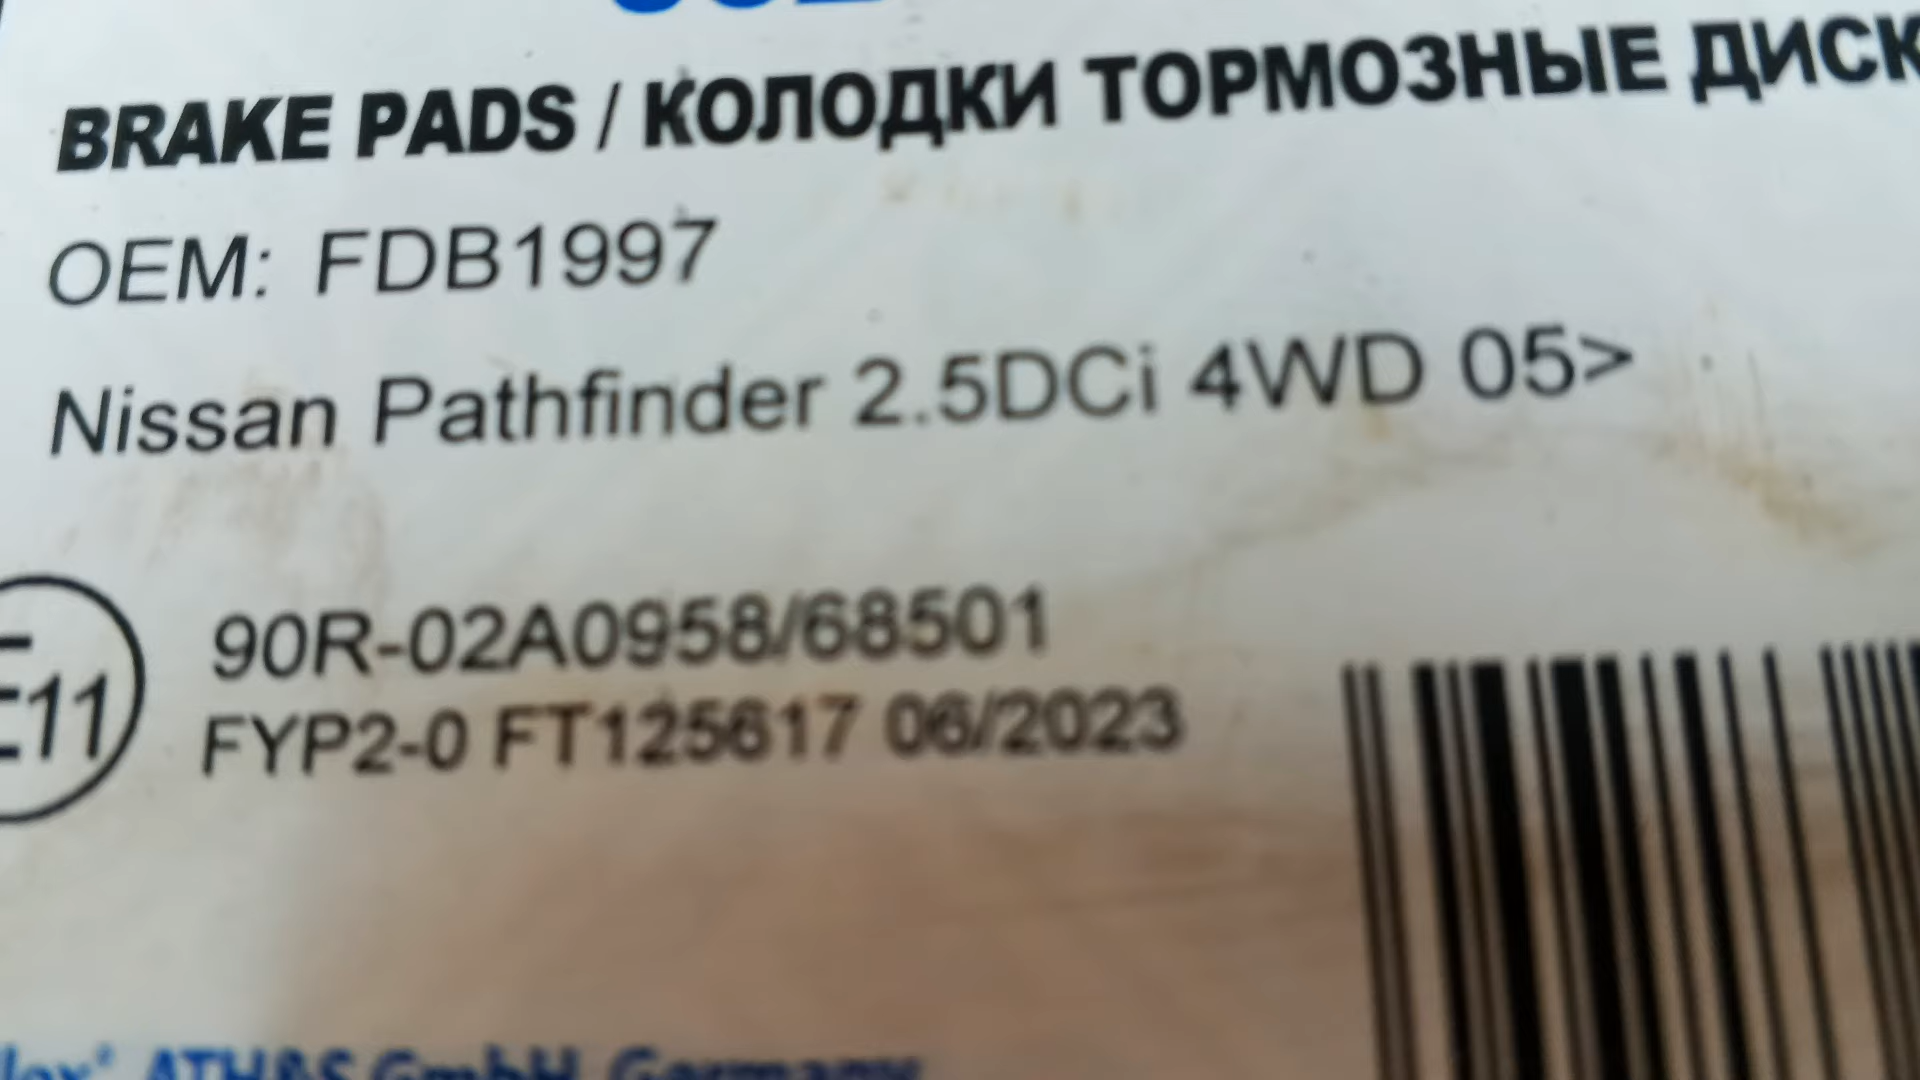 BRAKE PADS / КОЛОДКИ ТОРМОЗНЫЕ ДИСК
OEM: FDB1997
Nissan Pathfinder 2.5DCi 4WD 05>
E11
90R-02A0958/68501
FYP2-0 FT125617 06/2023
ATH&S GmbH Germany